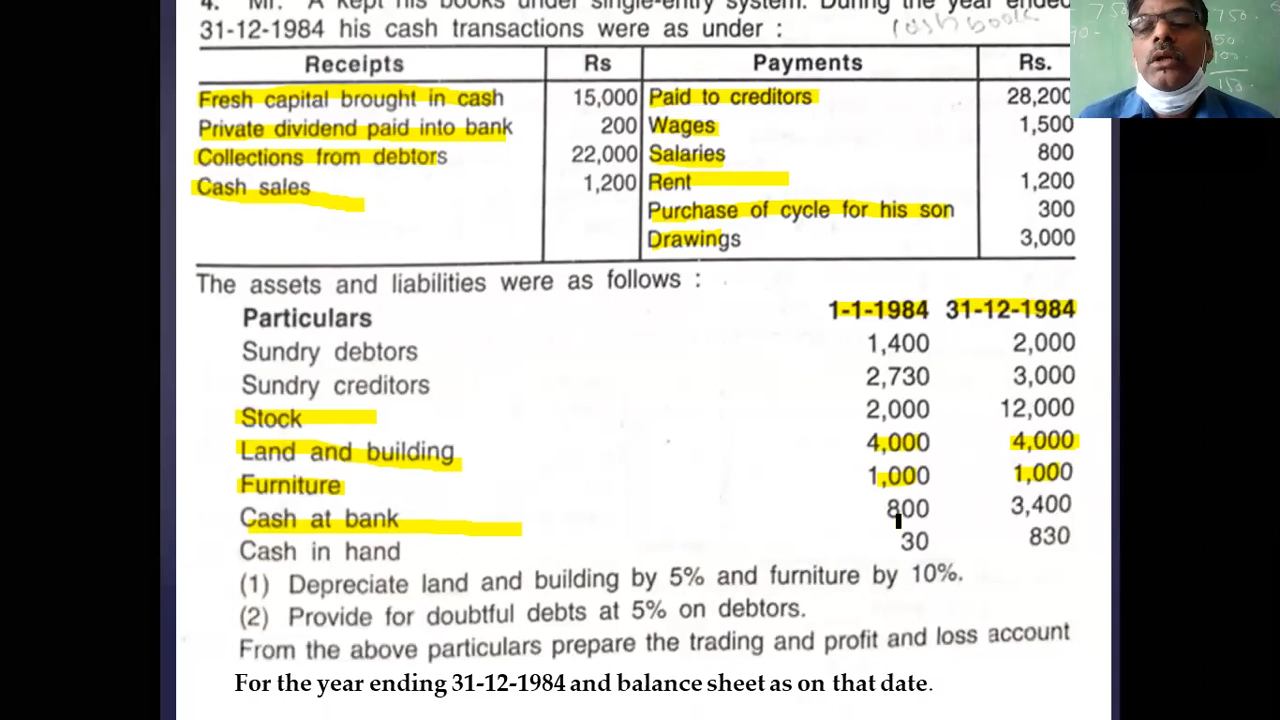 4. Mr. A kept his books under single-entry system. During the year ended
31-12-1984 his cash transactions were as under :
cash book
Receipts Rs Payments Rs.
Fresh capital brought in cash 15,000 Paid to creditors 28,200
Private dividend paid into bank 200 Wages 1,500
Collections from debtors 22,000 Salaries 800
Cash sales 1,200 Rent 1,200
Purchase of cycle for his son 300
Drawings 3,000
The assets and liabilities were as follows :
Particulars 1-1-1984 31-12-1984
Sundry debtors 1,400 2,000
Sundry creditors 2,730 3,000
Stock 2,000 12,000
Land and building 4,000 4,000
Furniture 1,000 1,000
Cash at bank 800 3,400
Cash in hand 30 830
(1) Depreciate land and building by 5% and furniture by 10%.
(2) Provide for doubtful debts at 5% on debtors.
From the above particulars prepare the trading and profit and loss account
For the year ending 31-12-1984 and balance sheet as on that date.
750
750.
150.